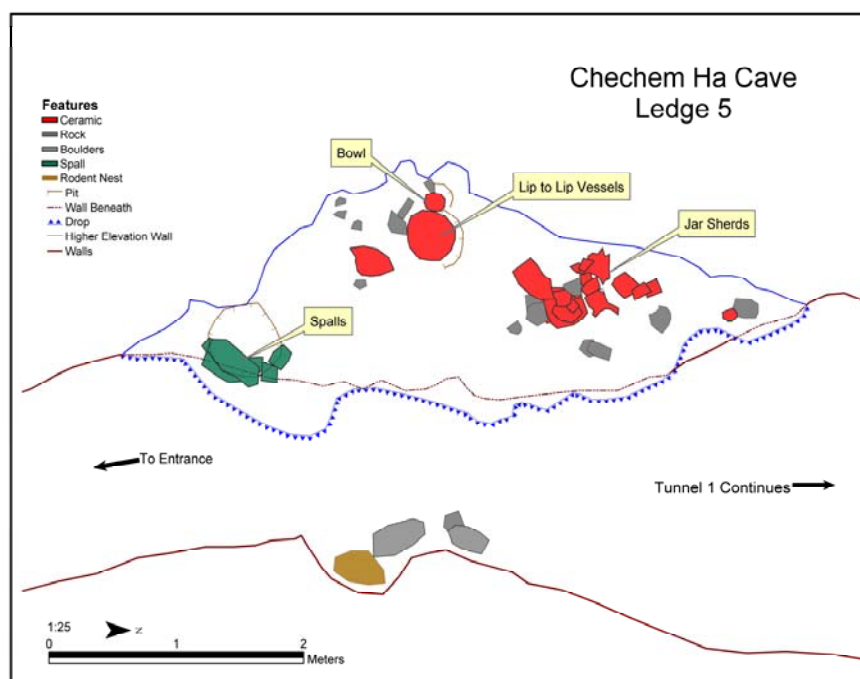 Chechem Ha Cave
Ledge 5
Features
Ceramic
Rock
Boulders
Spall
Rodent Nest
Pit
Wall Beneath
Drop
Higher Elevation Wall
Walls
Bowl
Lip to Lip Vessels
Jar Sherds
Spalls
To Entrance
Tunnel 1 Continues
1:25
N
0 1 2
Meters